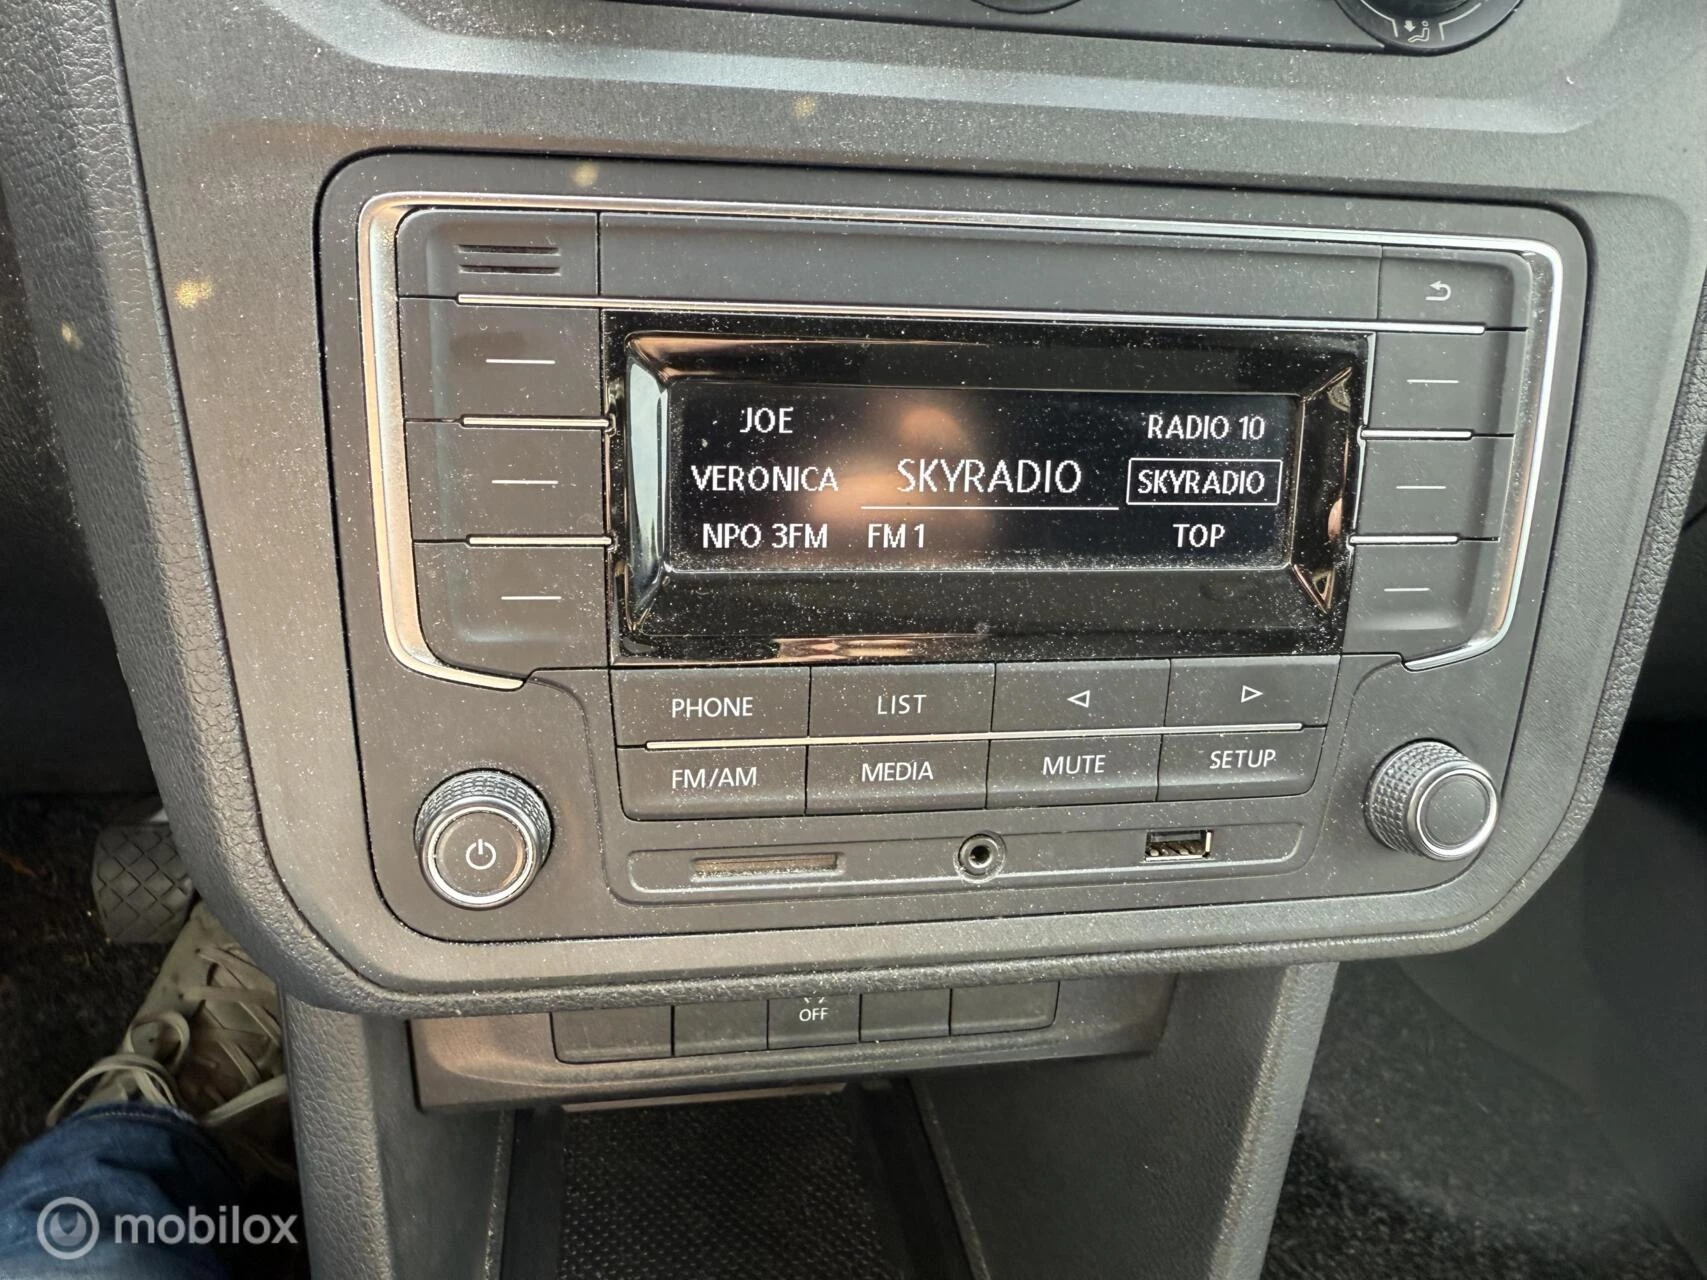 JOE
RADIO 10
VERONICA
SKYRADIO
SKYRADIO
NPO 3FM
FM 1
TOP
PHONE
LIST
FM/AM
MEDIA
MUTE
SETUP
OFF
mobilox